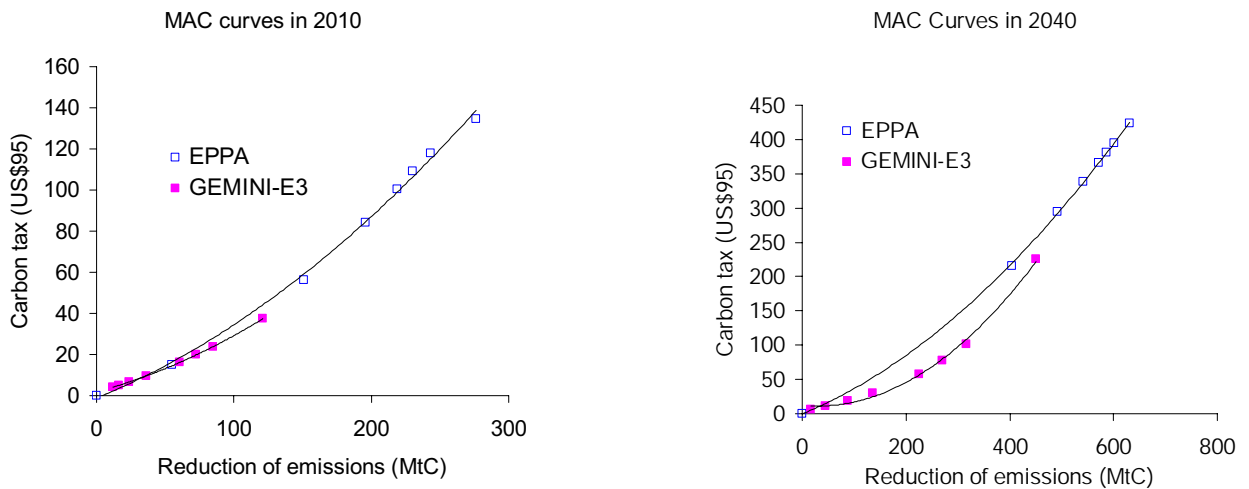 MAC curves in 2010
160
140
120
100
80
60
40
20
0
Carbon tax (US$95)
EPPA
GEMINI-E3
0 100 200 300
Reduction of emissions (MtC)
MAC Curves in 2040
450
400
350
300
250
200
150
100
50
0
Carbon tax (US$95)
EPPA
GEMINI-E3
0 200 400 600 800
Reduction of emissions (MtC)